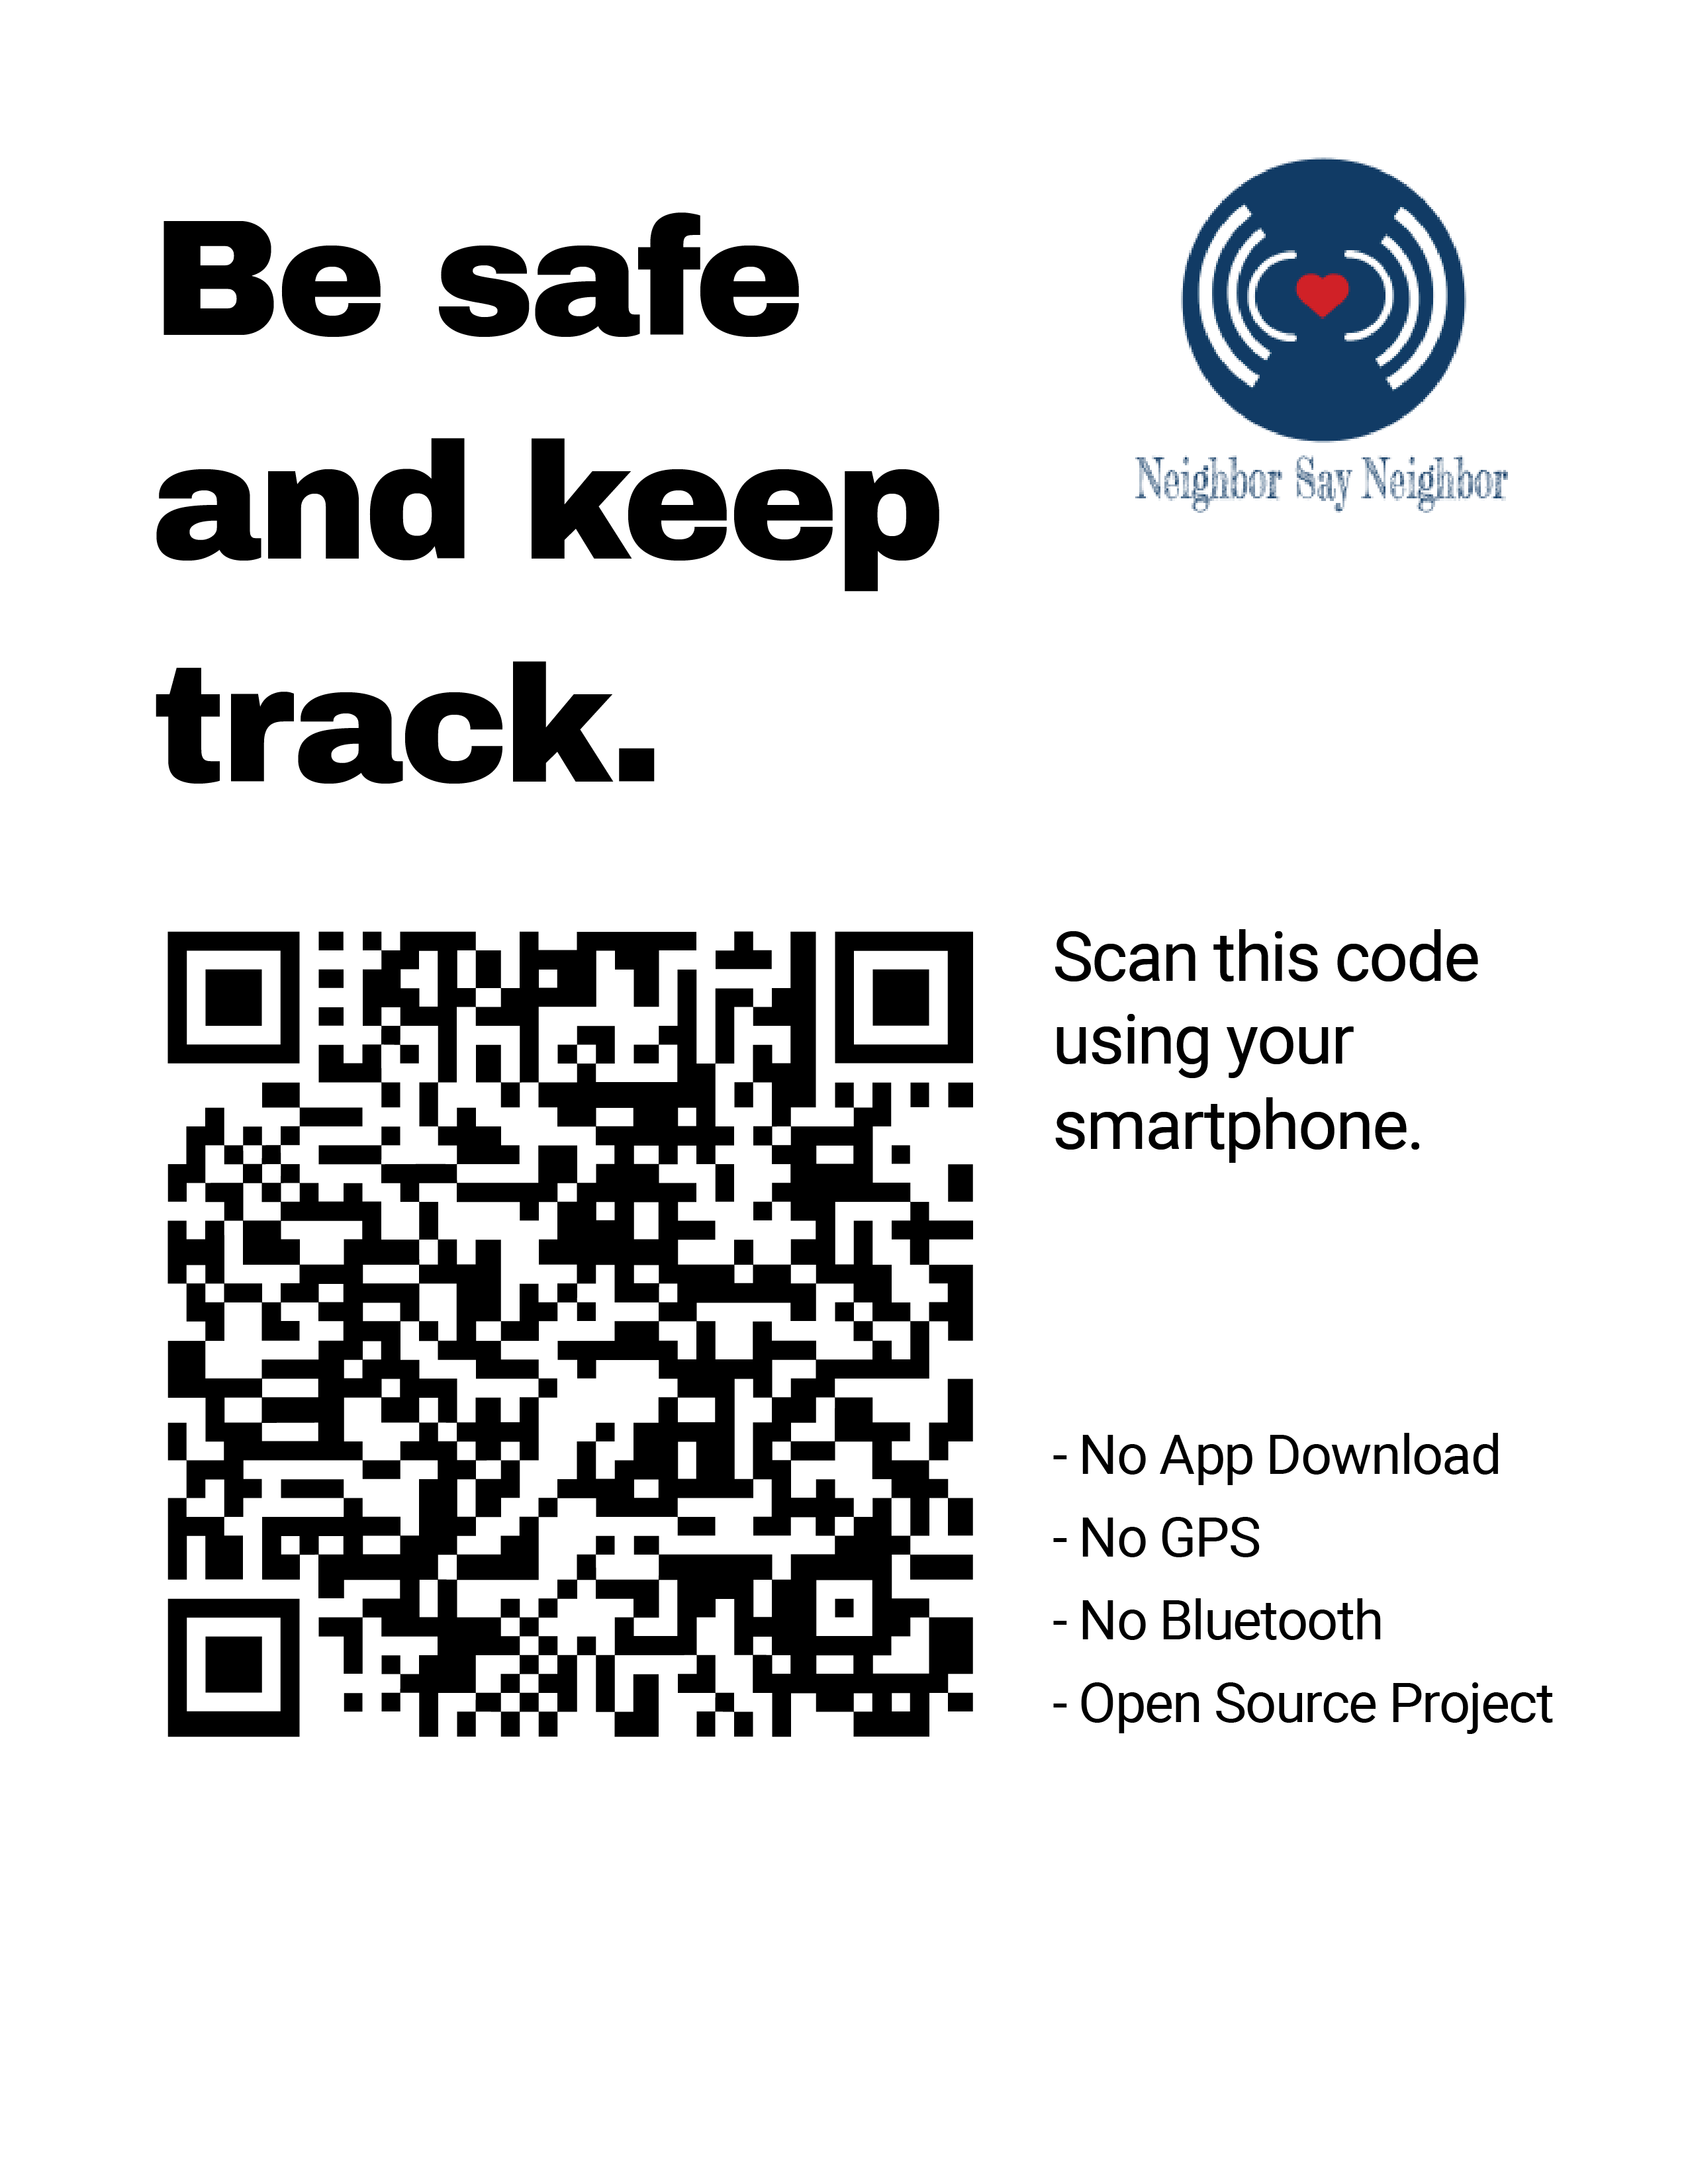 Be safe
and keep
track.
Neighbor Say Neighbor
Scan this code
using your
smartphone.
- No App Download
- No GPS
- No Bluetooth
- Open Source Project